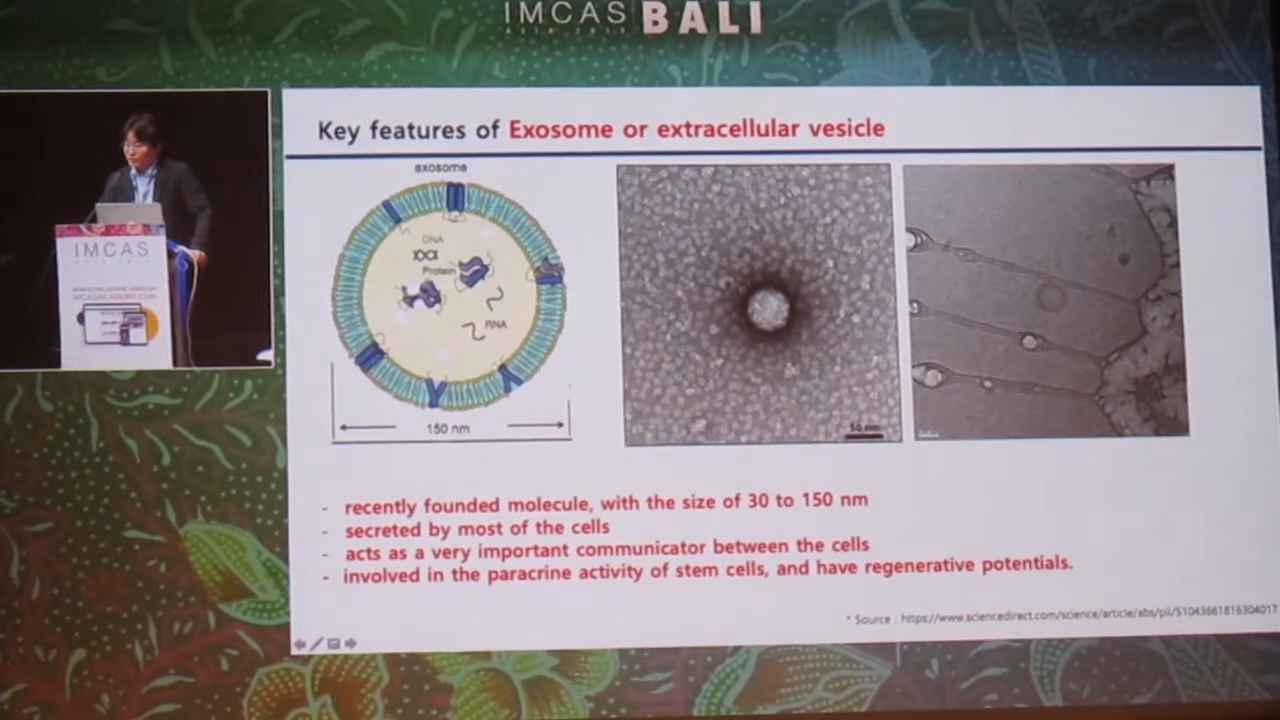 IMCAS BALI
Key features of Exosome or extracellular vesicle
exosome
DNA
Protein
RNA
150 nm
50 nm
IMCAS
- recently founded molecule, with the size of 30 to 150 nm
- secreted by most of the cells
- acts as a very important communicator between the cells
- involved in the paracrine activity of stem cells, and have regenerative potentials.
* Source : https://www.sciencedirect.com/science/article/abs/pii/S1043661816304017